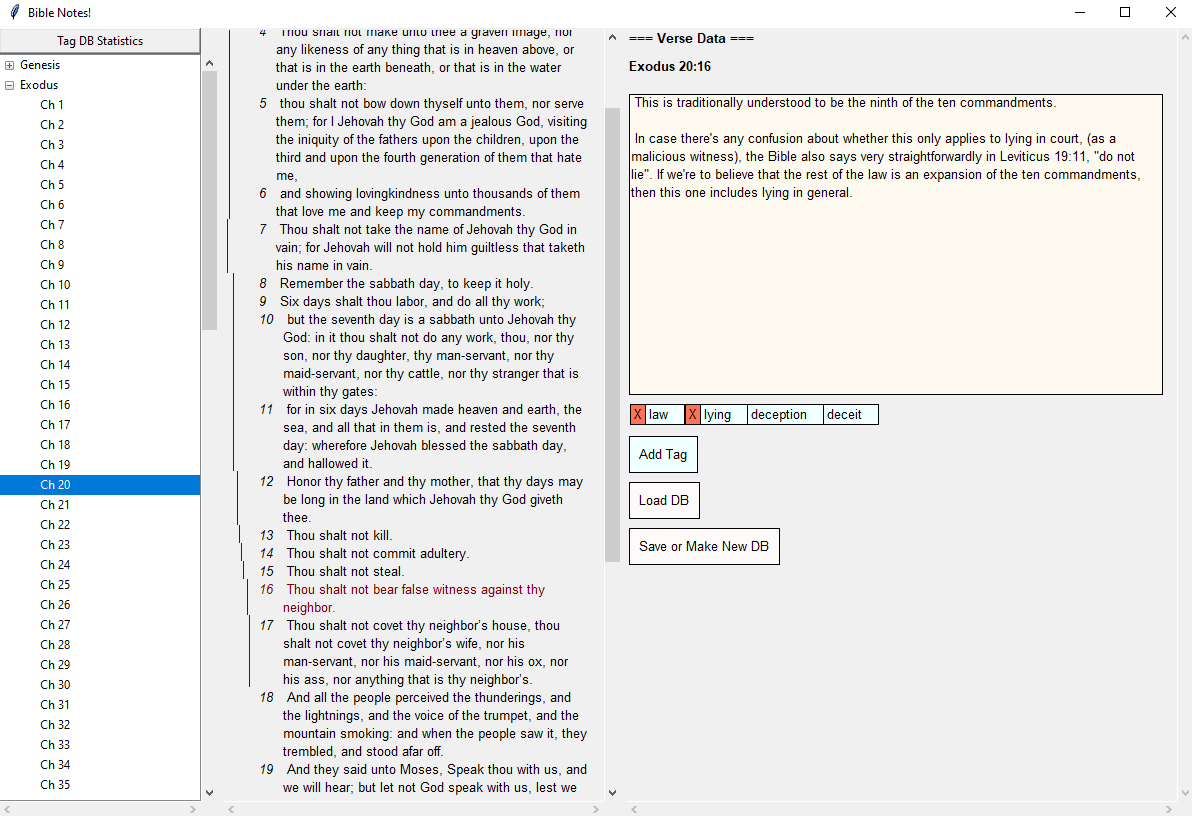 Bible Notes!
Tag DB Statistics
Genesis
Exodus
Ch 1
Ch 2
Ch 3
Ch 4
Ch 5
Ch 6
Ch 7
Ch 8
Ch 9
Ch 10
Ch 11
Ch 12
Ch 13
Ch 14
Ch 15
Ch 16
Ch 17
Ch 18
Ch 19
Ch 20
Ch 21
Ch 22
Ch 23
Ch 24
Ch 25
Ch 26
Ch 27
Ch 28
Ch 29
Ch 30
Ch 31
Ch 32
Ch 33
Ch 34
Ch 35
4 Thou shalt not make unto thee a graven image, nor
any likeness of any thing that is in heaven above, or
that is in the earth beneath, or that is in the water
under the earth:
5 thou shalt not bow down thyself unto them, nor serve
them; for I Jehovah thy God am a jealous God, visiting
the iniquity of the fathers upon the children, upon the
third and upon the fourth generation of them that hate
me,
6 and showing lovingkindness unto thousands of them
that love me and keep my commandments.
7 Thou shalt not take the name of Jehovah thy God in
vain; for Jehovah will not hold him guiltless that taketh
his name in vain.
8 Remember the sabbath day, to keep it holy.
9 Six days shalt thou labor, and do all thy work;
10 but the seventh day is a sabbath unto Jehovah thy
God: in it thou shalt not do any work, thou, nor thy
son, nor thy daughter, thy man-servant, nor thy
maid-servant, nor thy cattle, nor thy stranger that is
within thy gates:
11 for in six days Jehovah made heaven and earth, the
sea, and all that in them is, and rested the seventh
day: wherefore Jehovah blessed the sabbath day,
and hallowed it.
12 Honor thy father and thy mother, that thy days may
be long in the land which Jehovah thy God giveth
thee.
13 Thou shalt not kill.
14 Thou shalt not commit adultery.
15 Thou shalt not steal.
16 Thou shalt not bear false witness against thy
neighbor.
17 Thou shalt not covet thy neighbor's house, thou
shalt not covet thy neighbor's wife, nor his
man-servant, nor his maid-servant, nor his ox, nor
his ass, nor anything that is thy neighbor's.
18 And all the people perceived the thunderings, and
the lightnings, and the voice of the trumpet, and the
mountain smoking: and when the people saw it, they
trembled, and stood afar off.
19 And they said unto Moses, Speak thou with us, and
we will hear; but let not God speak with us, lest we
=== Verse Data ===
Exodus 20:16
This is traditionally understood to be the ninth of the ten commandments.
In case there's any confusion about whether this only applies to lying in court, (as a
malicious witness), the Bible also says very straightforwardly in Leviticus 19:11, "do not
lie". If we're to believe that the rest of the law is an expansion of the ten commandments,
then this one includes lying in general.
X law X lying deception deceit
Add Tag
Load DB
Save or Make New DB